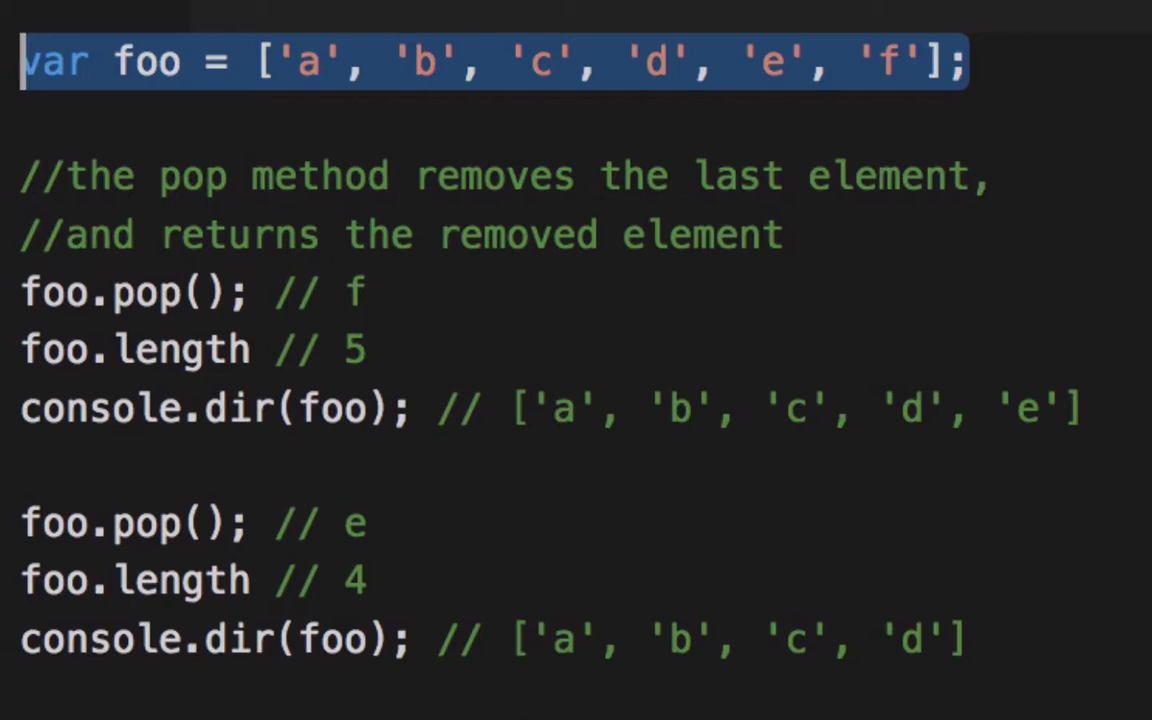 var foo = ['a', 'b', 'c', 'd', 'e', 'f'];
//the pop method removes the last element,
//and returns the removed element
foo.pop(); // f
foo.length // 5
console.dir(foo); // ['a', 'b', 'c', 'd', 'e']
foo.pop(); // e
foo.length // 4
console.dir(foo); // ['a', 'b', 'c', 'd']